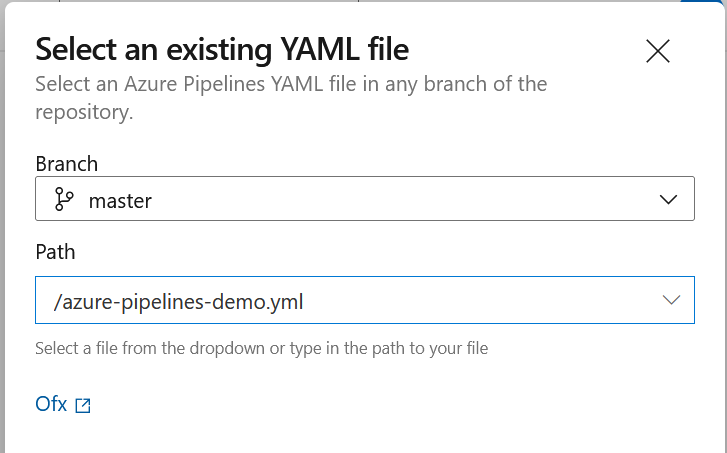 Select an existing YAML file
Select an Azure Pipelines YAML file in any branch of the
repository.
Branch
master
Path
/azure-pipelines-demo.yml
Select a file from the dropdown or type in the path to your file
Ofx